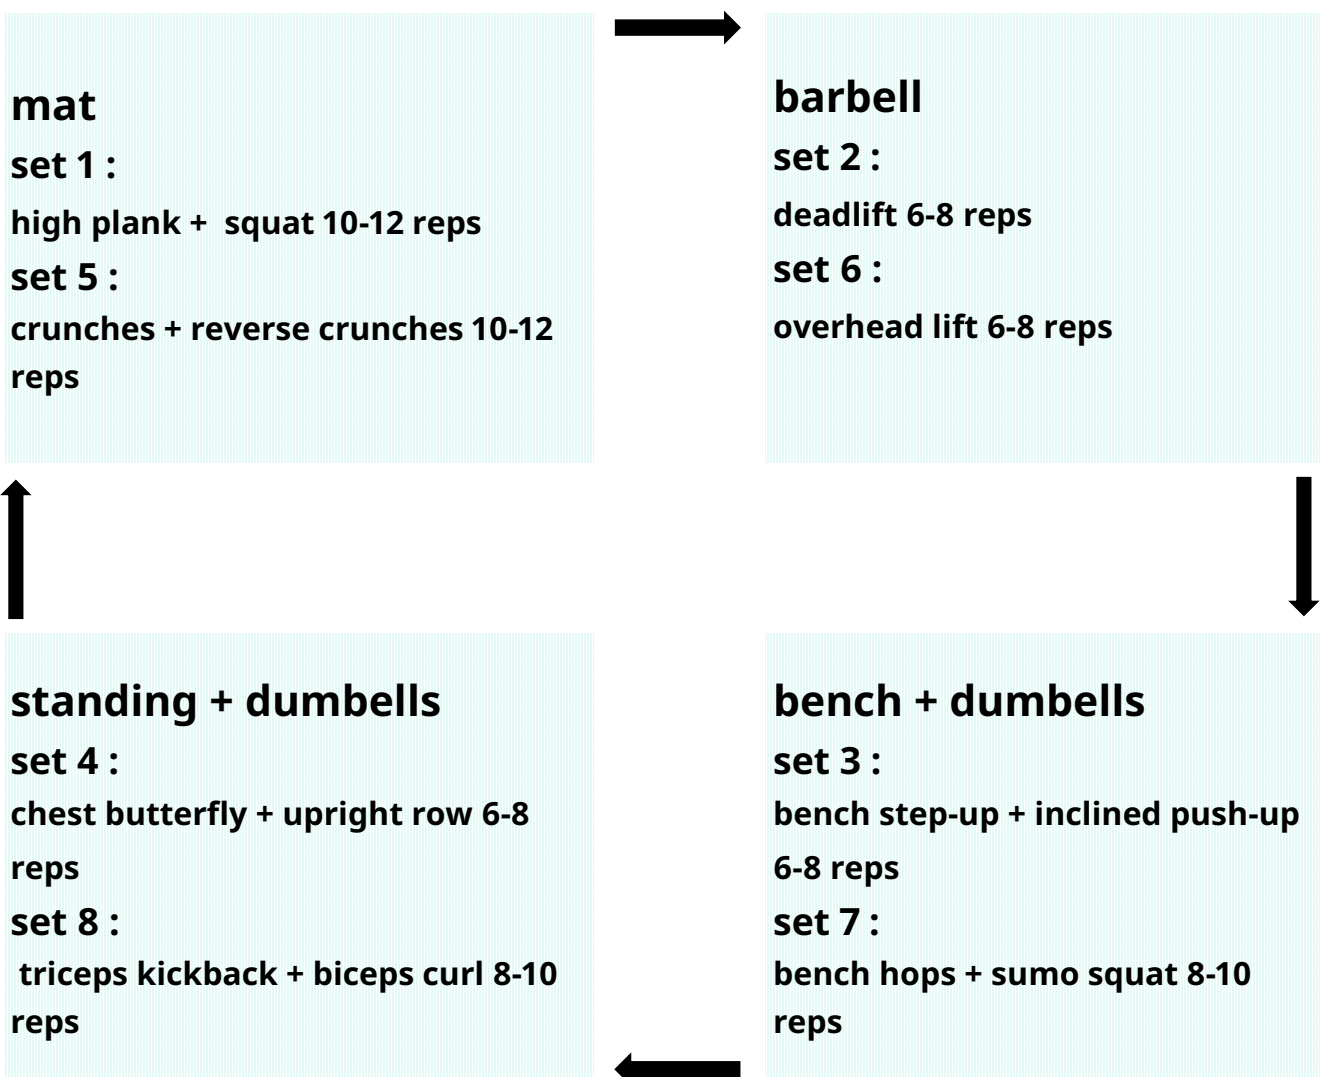 mat
set 1 :
high plank +  squat 10-12 reps
set 5 :
crunches + reverse crunches 10-12
reps
barbell
set 2 :
deadlift 6-8 reps
set 6 :
overhead lift 6-8 reps
standing + dumbells
set 4 :
chest butterfly + upright row 6-8
reps
set 8 :
triceps kickback + biceps curl 8-10
reps
bench + dumbells
set 3 :
bench step-up + inclined push-up
6-8 reps
set 7 :
bench hops + sumo squat 8-10
reps